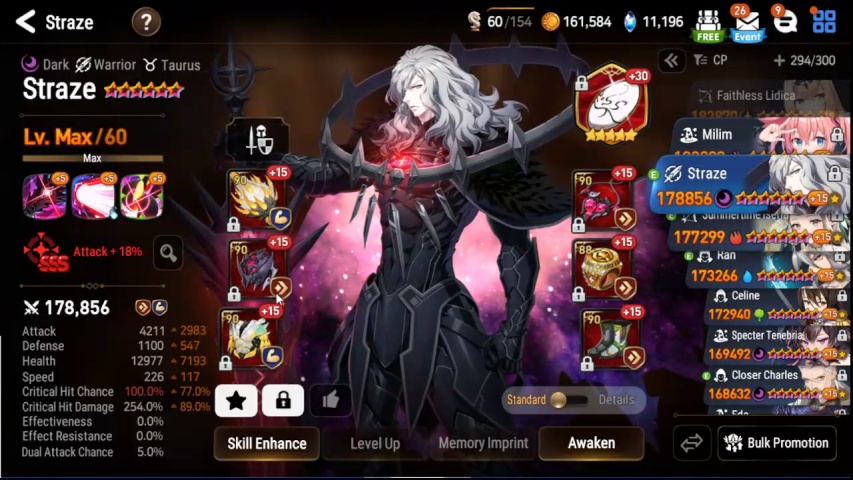 Straze
?
60/154
161,584
11,196
26
9
FREE
Event
Dark Warrior Taurus
Straze
Lv. Max/60
Max
+5
+5
+5
SSS
Attack + 18%
178,856
Attack 4211 2983
Defense 1100 547
Health 12977 7193
Speed 226 117
Critical Hit Chance 100.0% 77.0%
Critical Hit Damage 254.0% 89.0%
Effectiveness 0.0%
Effect Resistance 0.0%
Dual Attack Chance 5.0%
90 +15
90 +15
90 +15
+30
90 +15
88 +15
90 +15
Standard
Details
Skill Enhance
Level Up
Memory Imprint
Awaken
Bulk Promotion
CP
+ 294/300
Faithless Lidica
Milim
E Straze
178856 +15
177299 +15
E Ran
173266 +15
Celine
172940 +15
Specter Tenebria
169492 +15
E Closer Charles
168632 +15